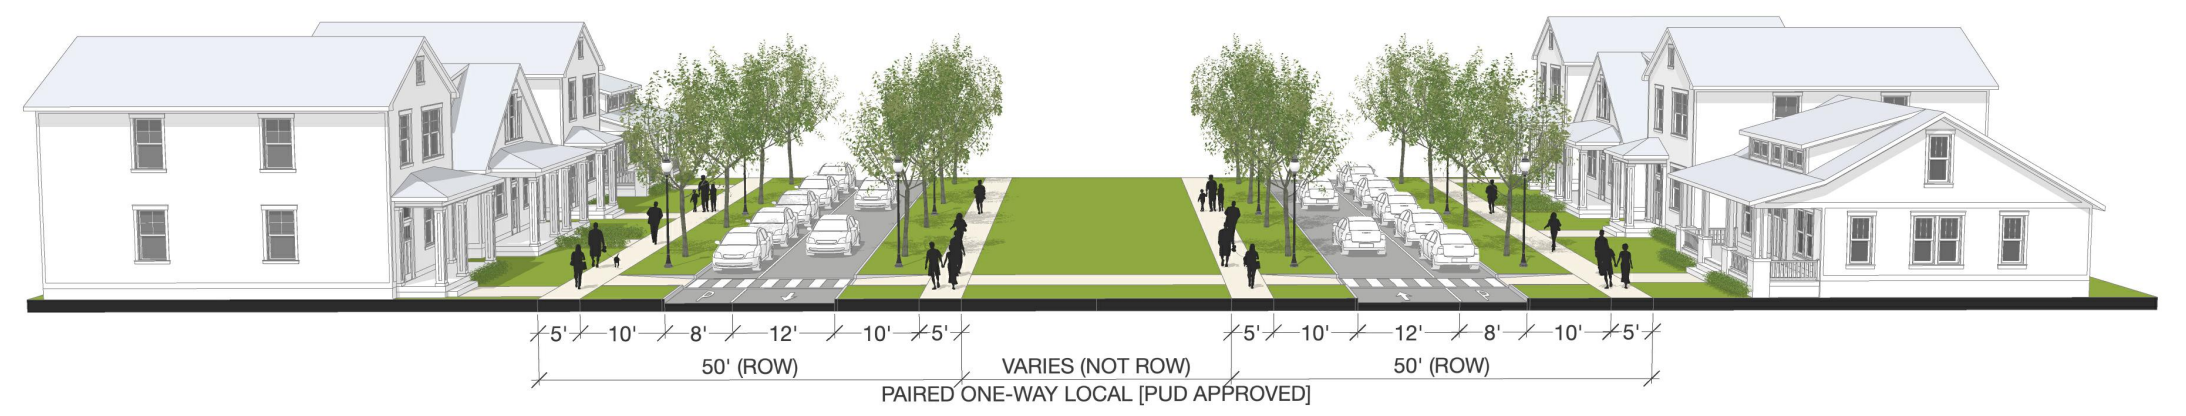 5' 10' 8' 12' 10' 5' 5' 10' 12' 8' 10' 5'
50' (ROW) VARIES (NOT ROW) 50' (ROW)
PAIRED ONE-WAY LOCAL [PUD APPROVED]